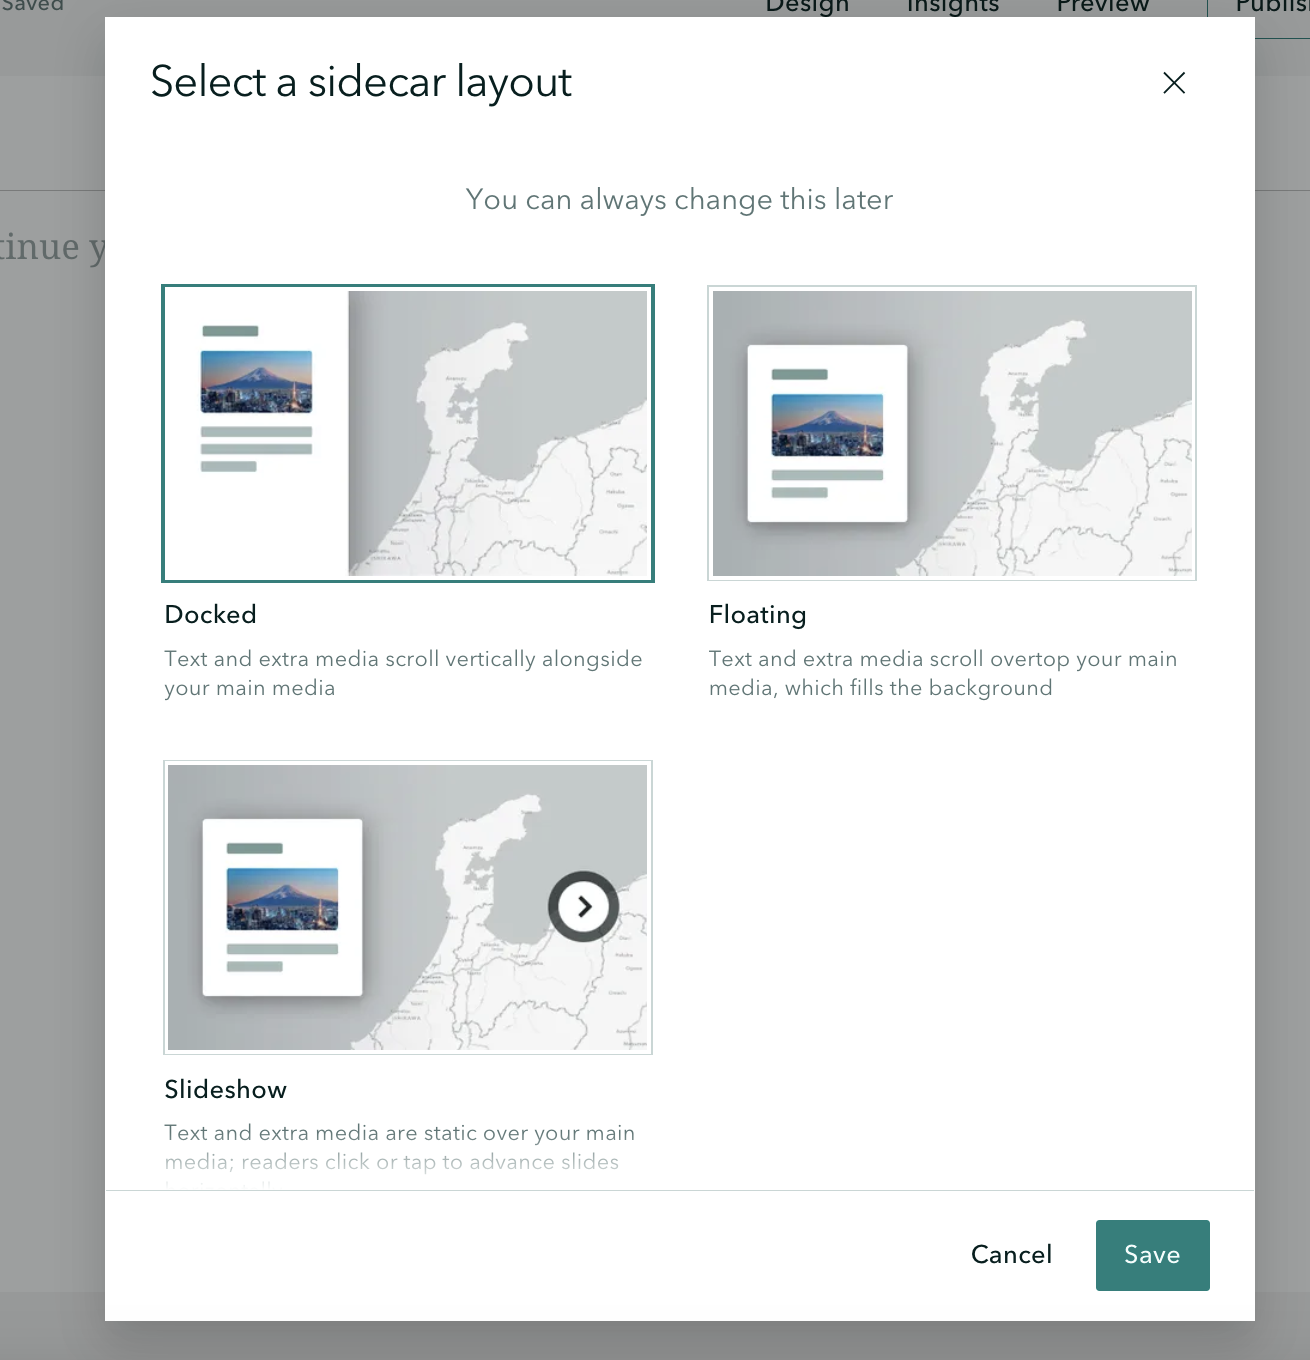 Saved
Design Insights Preview
Select a sidecar layout
You can always change this later
Docked
Text and extra media scroll vertically alongside
your main media
Floating
Text and extra media scroll overtop your main
media, which fills the background
Slideshow
Text and extra media are static over your main
media; readers click or tap to advance slides
Cancel
Save